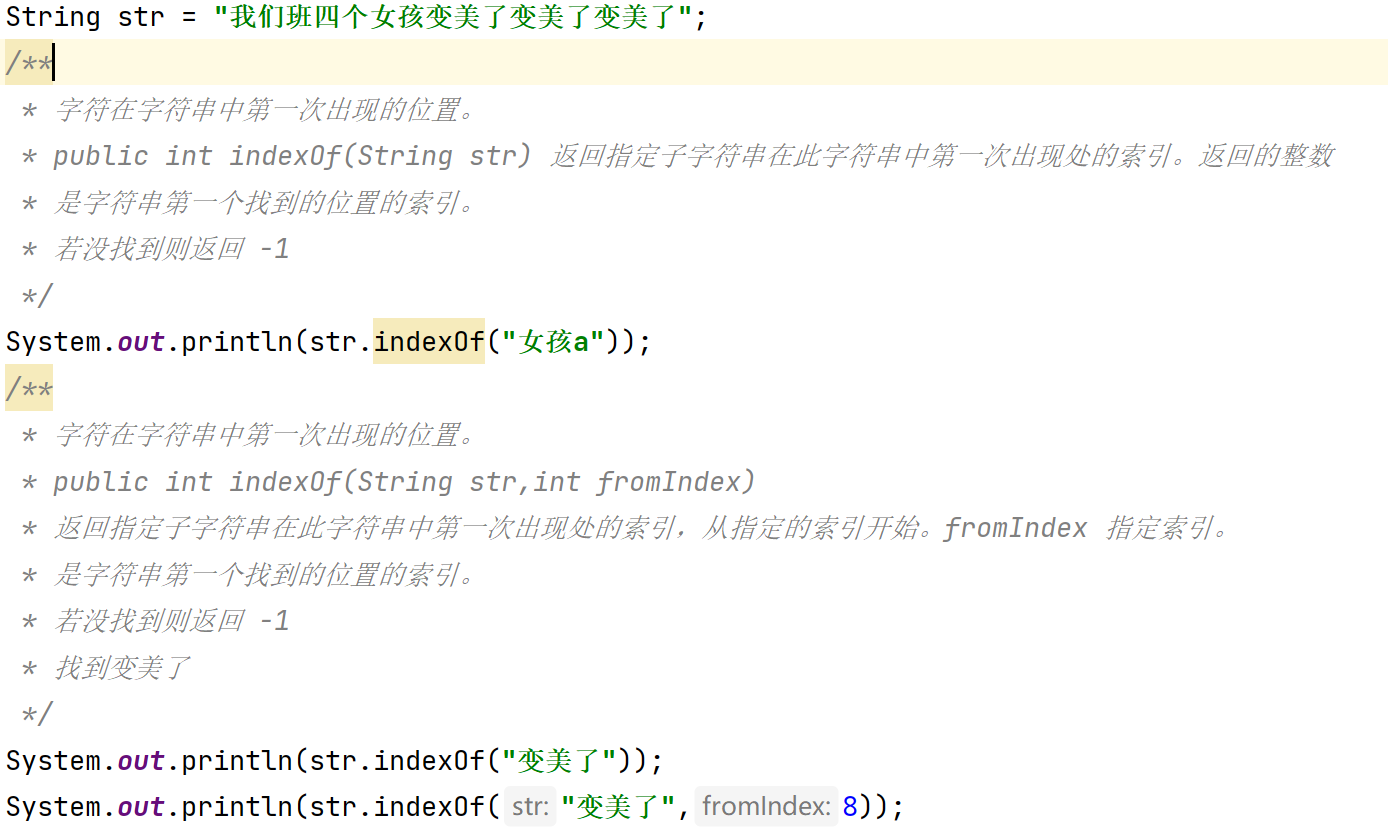 String str = "我们班四个女孩变美了变美了变美了";
/**
* 字符在字符串中第一次出现的位置。
* public int indexOf(String str) 返回指定子字符串在此字符串中第一次出现处的索引。返回的整数
* 是字符串第一个找到的位置的索引。
* 若没找到则返回 -1
*/
System.out.println(str.indexOf("女孩a"));
/**
* 字符在字符串中第一次出现的位置。
* public int indexOf(String str,int fromIndex)
* 返回指定子字符串在此字符串中第一次出现处的索引，从指定的索引开始。fromIndex 指定索引。
* 是字符串第一个找到的位置的索引。
* 若没找到则返回 -1
* 找到变美了
*/
System.out.println(str.indexOf("变美了"));
System.out.println(str.indexOf( str: "变美了", fromIndex: 8));